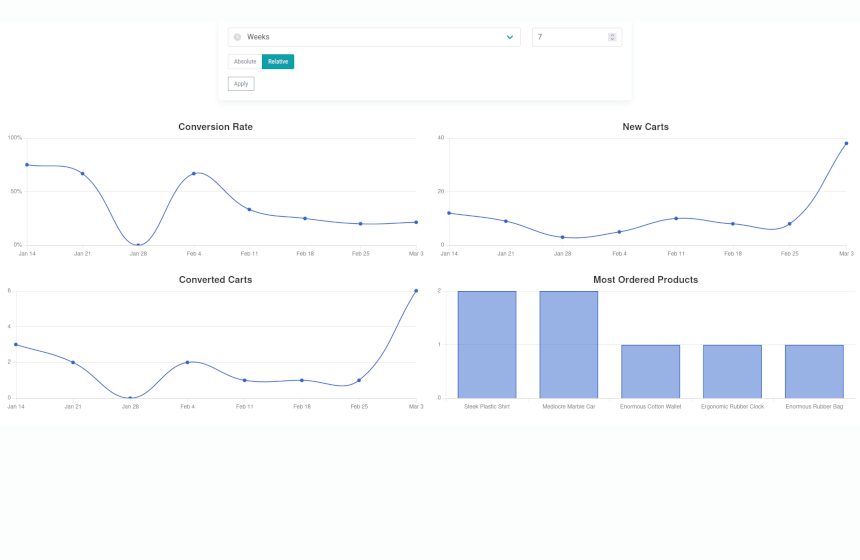 Weeks 7
Absolute Relative
Apply
Conversion Rate
100%
50%
0%
Jan 14 Jan 21 Jan 28 Feb 4 Feb 11 Feb 18 Feb 25 Mar 3
New Carts
40
20
0
Jan 14 Jan 21 Jan 28 Feb 4 Feb 11 Feb 18 Feb 25 Mar 3
Converted Carts
6
4
2
0
Jan 14 Jan 21 Jan 28 Feb 4 Feb 11 Feb 18 Feb 25 Mar 3
Most Ordered Products
2
1
0
Sleek Plastic Shirt Mediocre Marble Car Enormous Cotton Wallet Ergonomic Rubber Clock Enormous Rubber Bag